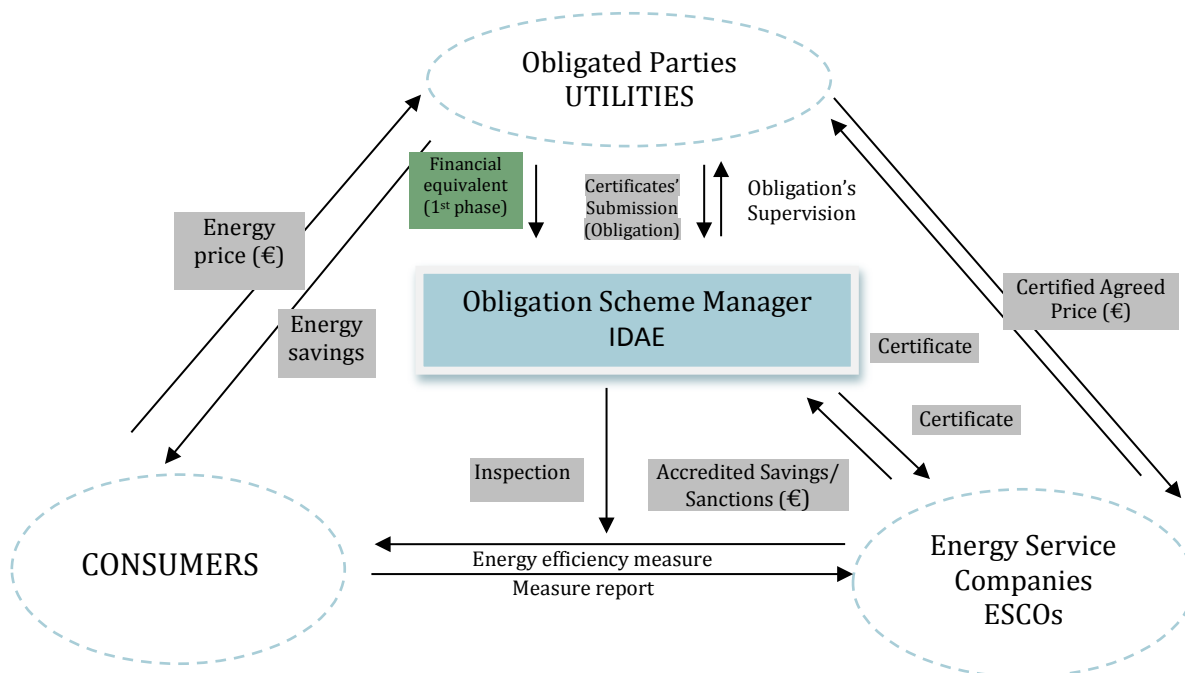 Obligated Parties
UTILITIES
Financial
equivalent
(1st phase)
Certificates'
Submission
(Obligation)
Obligation's
Supervision
Energy
price (€)
Energy
savings
Obligation Scheme Manager
IDAE
Certified Agreed
Price (€)
Certificate
Certificate
Inspection
Accredited Savings/
Sanctions (€)
CONSUMERS
Energy efficiency measure
Measure report
Energy Service
Companies
ESCOs